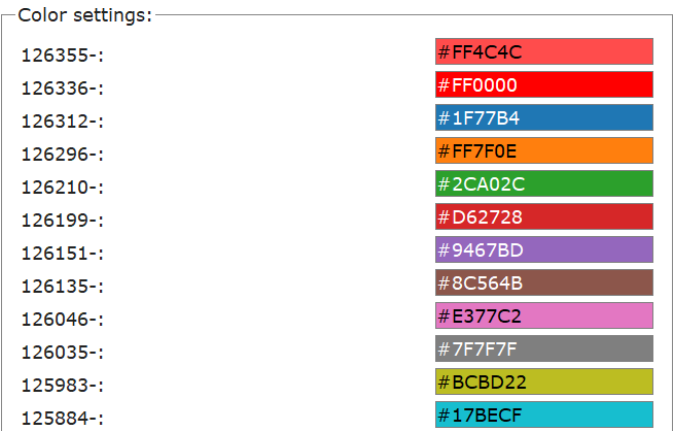 Color settings:
126355-: #FF4C4C
126336-: #FF0000
126312-: #1F77B4
126296-: #FF7F0E
126210-: #2CA02C
126199-: #D62728
126151-: #9467BD
126135-: #8C564B
126046-: #E377C2
126035-: #7F7F7F
125983-: #BCBD22
125884-: #17BECF